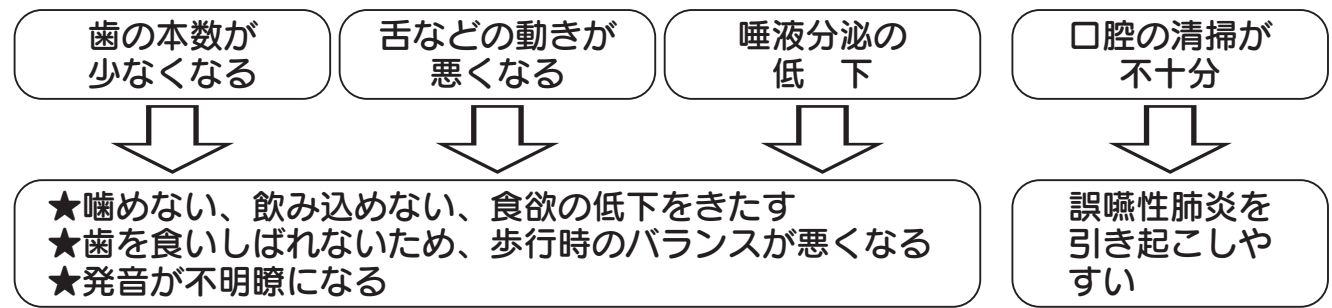 歯の本数が
少なくなる
舌などの動きが
悪くなる
唾液分泌の
低　下
口腔の清掃が
不十分
★噛めない、飲み込めない、食欲の低下をきたす
★歯を食いしばれないため、歩行時のバランスが悪くなる
★発音が不明瞭になる
誤嚥性肺炎を
引き起こしや
すい